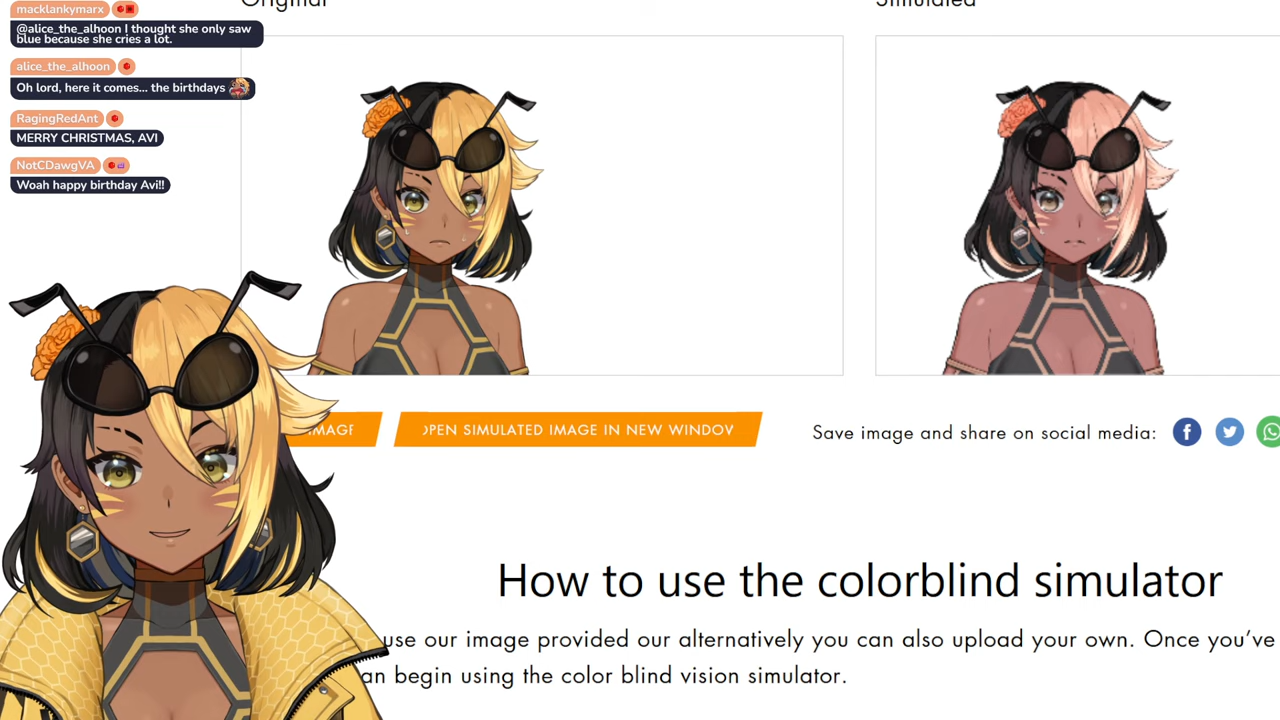 Original
Simulated
macklankymarx
@alice_the_alhoon I thought she only saw
blue because she cries a lot.
alice_the_alhoon
Oh lord, here it comes... the birthdays
RagingRedAnt
MERRY CHRISTMAS, AVI
NotCDawgVA
Woah happy birthday Avi!!
IMAGE
OPEN SIMULATED IMAGE IN NEW WINDOW
Save image and share on social media:
How to use the colorblind simulator
use our image provided our alternatively you can also upload your own. Once you've
an begin using the color blind vision simulator.